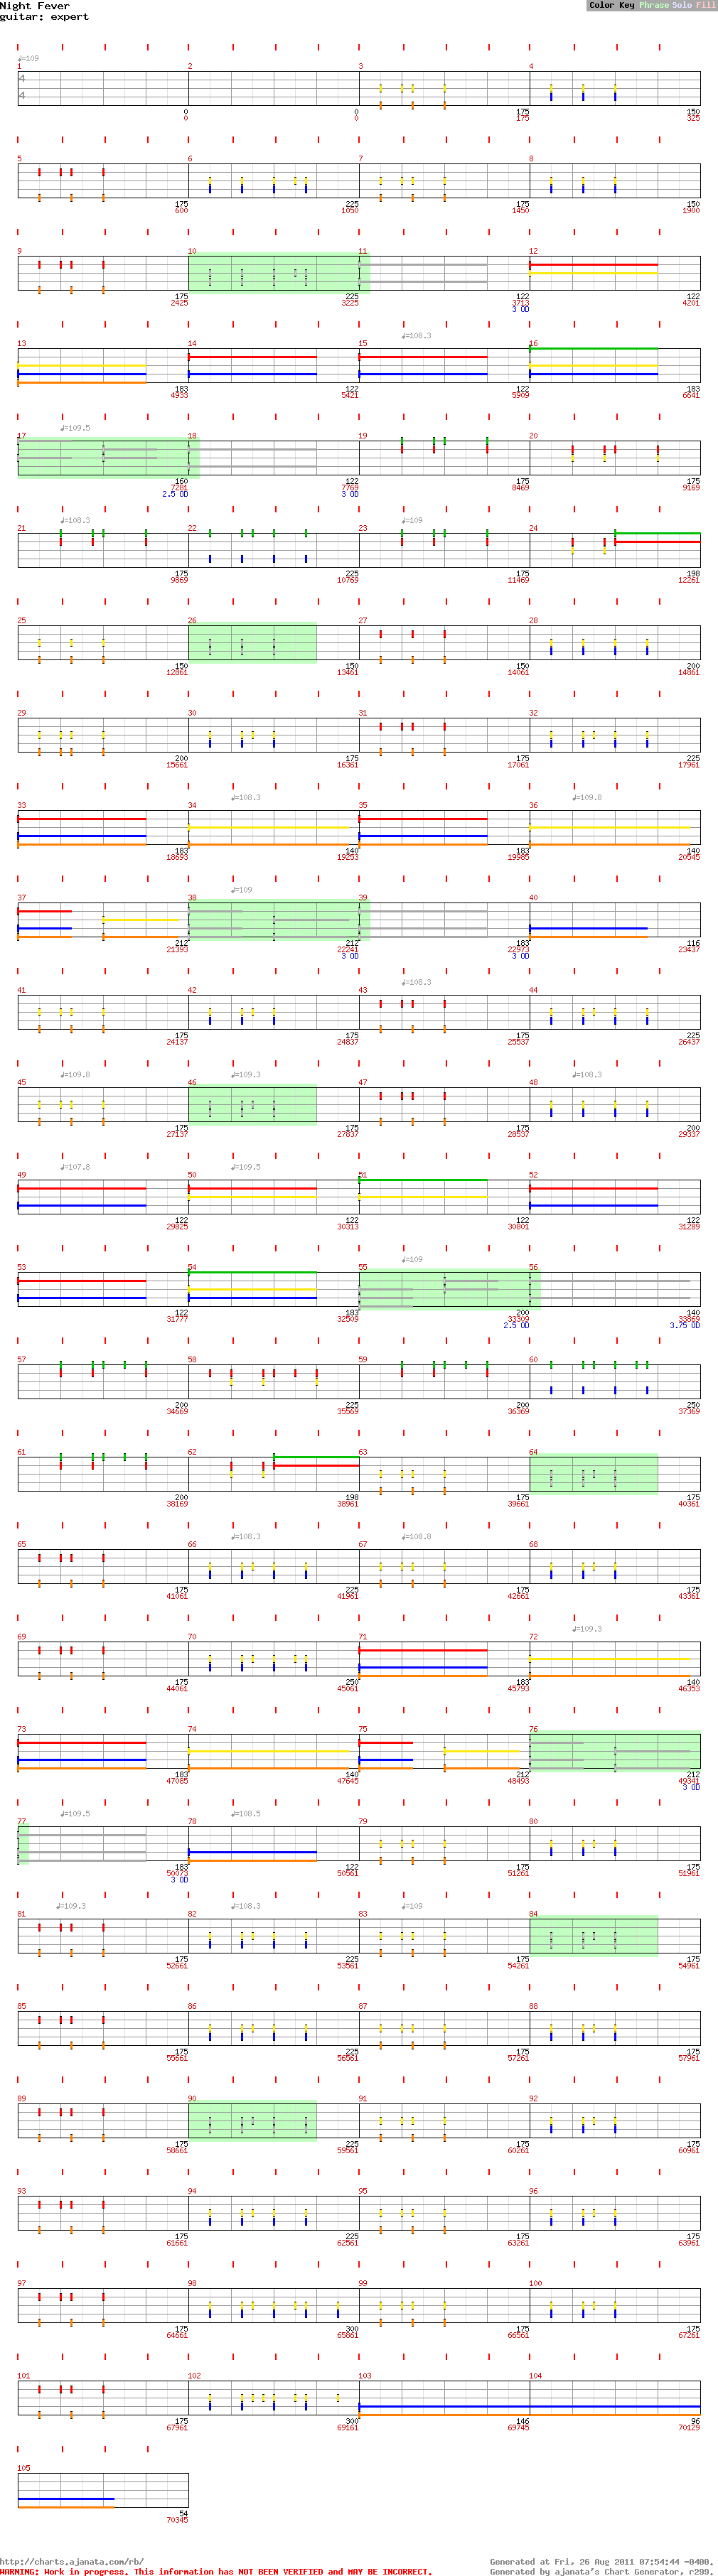 Night Fever
Color Key Phrase Solo Fill
guitar: expert
♩=109
1 2 3 4
4
4
0 0 175 150
0 0 175 325
5 6 7 8
175 225 175 150
600 1050 1450 1900
9 10 11 12
175 225 122 122
2425 3225 3713 4201
3 OD
♩=108.3
13 14 15 16
183 122 122 183
4933 5421 5909 6641
♩=109.5
17 18 19 20
160 122 175 175
7281 7769 8469 9169
2.5 OD 3 OD
♩=108.3 ♩=109
21 22 23 24
175 225 175 198
9869 10769 11469 12261
25 26 27 28
150 150 150 200
12861 13461 14061 14861
29 30 31 32
200 175 175 225
15661 16361 17061 17961
♩=108.3 ♩=109.8
33 34 35 36
183 140 183 140
18693 19253 19985 20545
♩=109
37 38 39 40
212 212 183 116
21393 22241 22973 23437
3 OD 3 OD
♩=108.3
41 42 43 44
175 175 175 225
24137 24837 25537 26437
♩=109.8 ♩=109.3 ♩=108.3
45 46 47 48
175 175 175 200
27137 27837 28537 29337
♩=107.8 ♩=109.5
49 50 51 52
122 122 122 122
29825 30313 30801 31289
♩=109
53 54 55 56
122 183 200 140
31777 32509 33309 33869
2.5 OD 3.75 OD
57 58 59 60
200 225 200 250
34669 35569 36369 37369
61 62 63 64
200 198 175 175
38169 38961 39661 40361
♩=108.3 ♩=108.8
65 66 67 68
175 225 175 175
41061 41961 42661 43361
♩=109.3
69 70 71 72
175 250 183 140
44061 45061 45793 46353
73 74 75 76
183 140 212 212
47085 47645 48493 49341
3 OD
♩=109.5 ♩=108.5
77 78 79 80
183 122 175 175
50073 50561 51261 51961
3 OD
♩=109.3 ♩=108.3 ♩=109
81 82 83 84
175 225 175 175
52661 53561 54261 54961
85 86 87 88
175 225 175 175
55661 56561 57261 57961
89 90 91 92
175 225 175 175
58661 59561 60261 60961
93 94 95 96
175 225 175 175
61661 62561 63261 63961
97 98 99 100
175 300 175 175
64661 65861 66561 67261
101 102 103 104
175 300 146 96
67961 69161 69745 70129
105
54
70345
http://charts.ajanata.com/rb/ Generated at Fri, 26 Aug 2011 07:54:44 -0400.
WARNING: Work in progress. This information has NOT BEEN VERIFIED and MAY BE INCORRECT. Generated by ajanata's Chart Generator, r299.